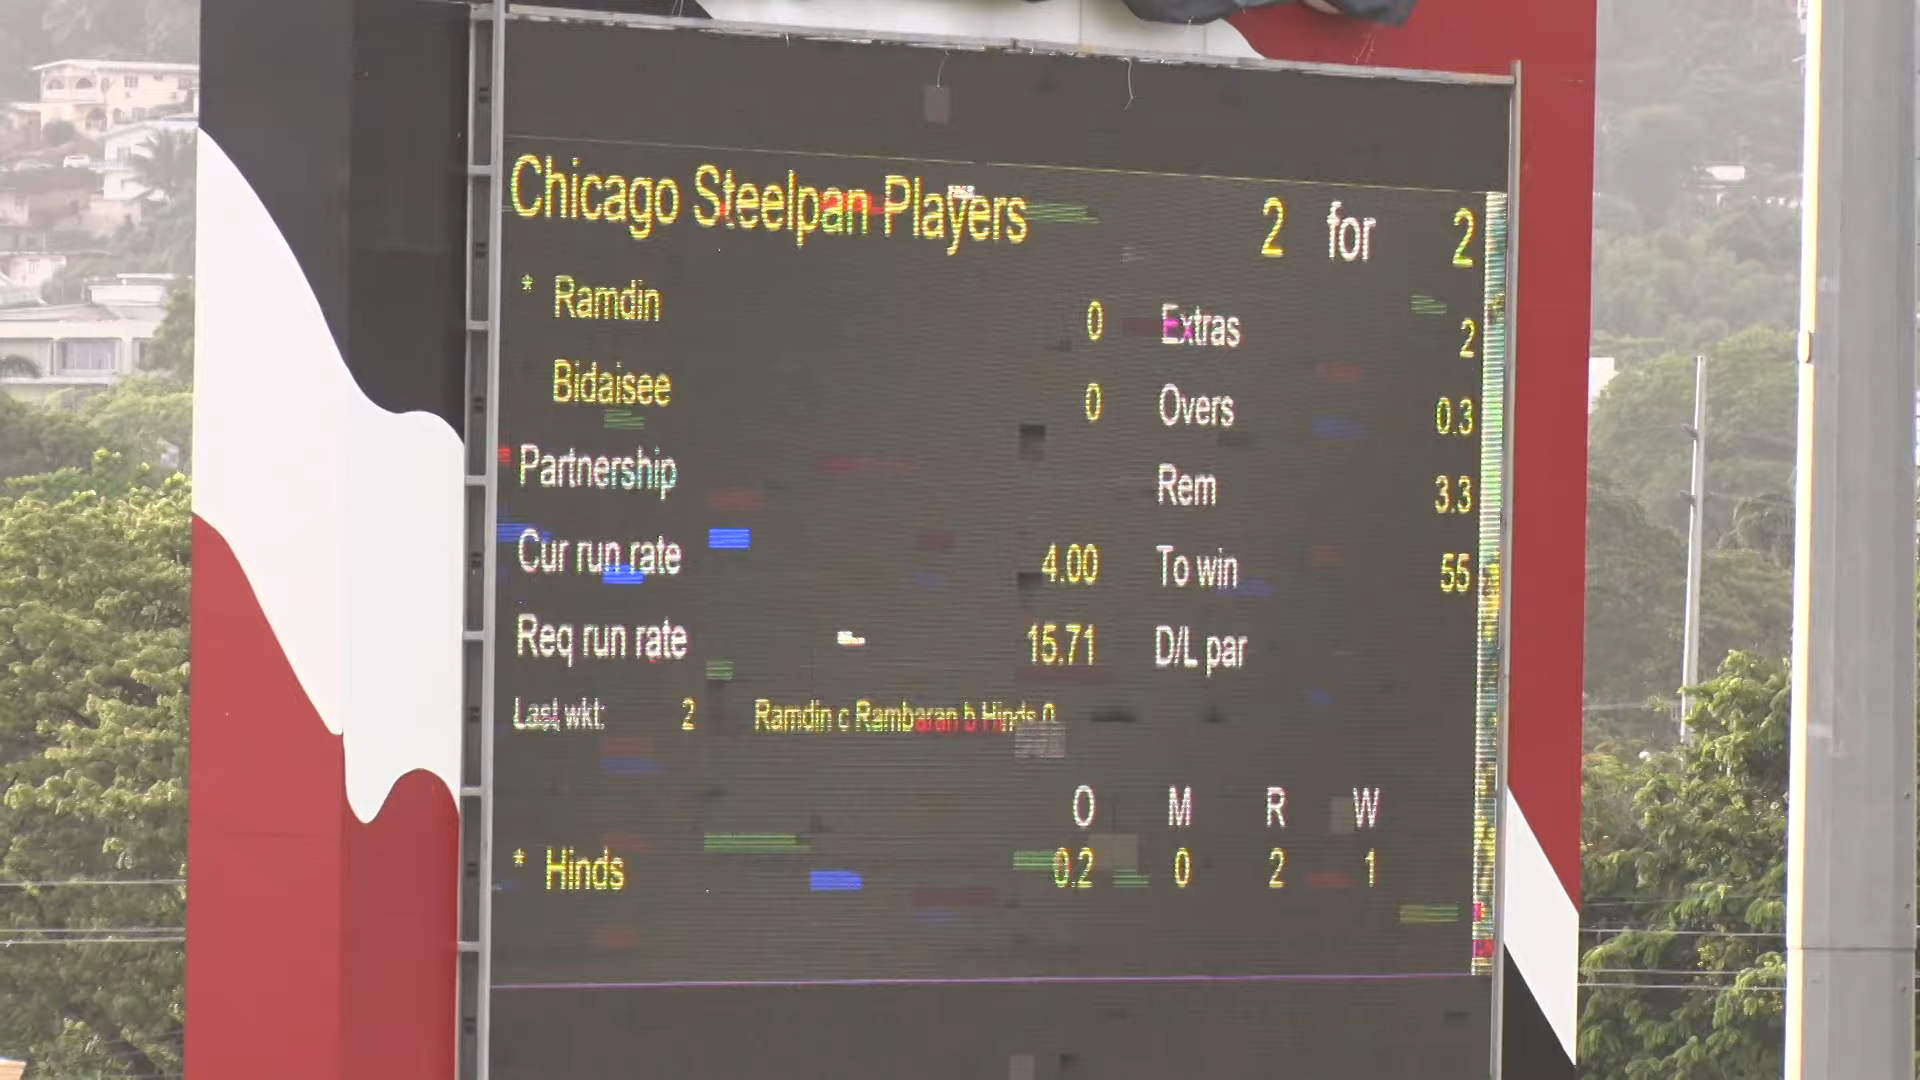 Chicago Steelpan Players 2 for 2
* Ramdin 0 Extras 2
Bidaisee 0 Overs 0.3
Partnership Rem 3.3
Cur run rate 4.00 To win 55
Req run rate 15.71 D/L par
Last wkt: 2 Ramdin c Rambaran b Hinds 0
O M R W
* Hinds 0.2 0 2 1